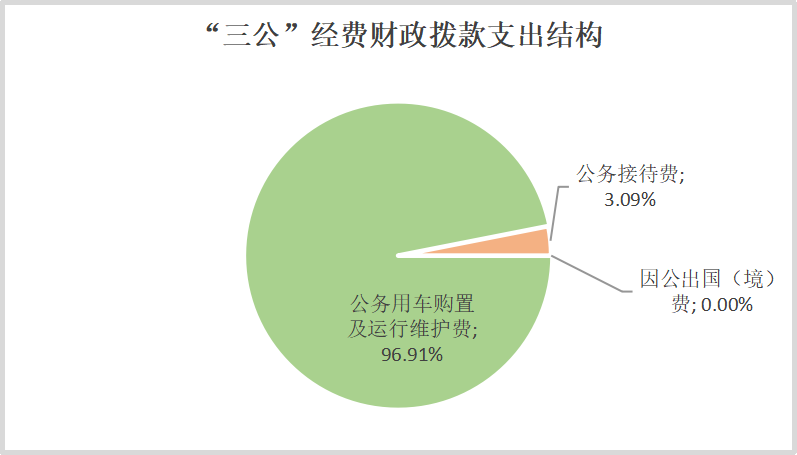 “三公”经费财政拨款支出结构
公务接待费;
3.09%
因公出国（境）
费; 0.00%
公务用车购置
及运行维护费;
96.91%